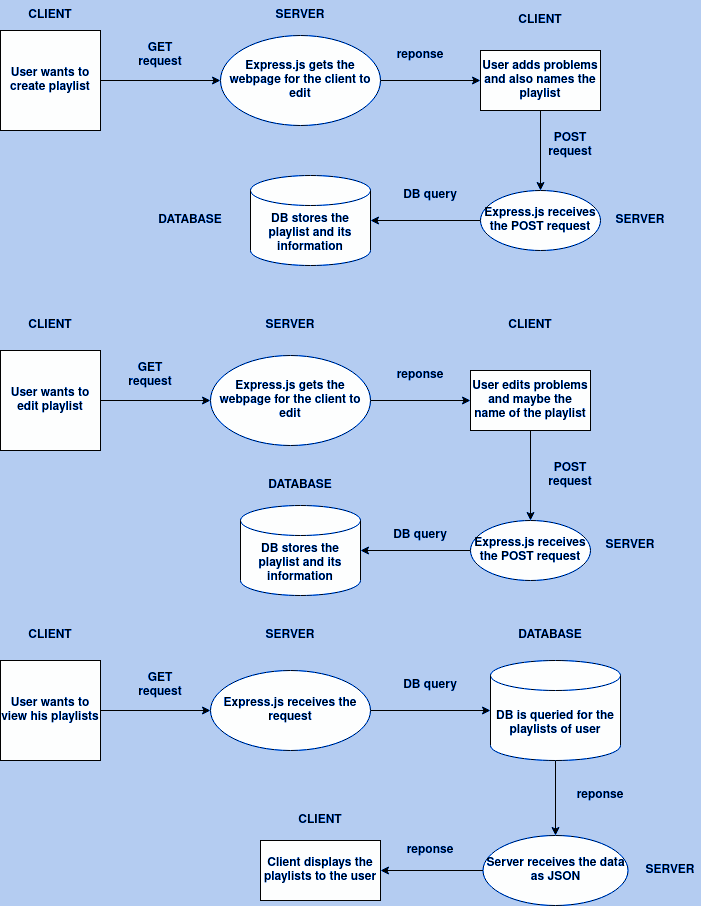 CLIENT
SERVER
CLIENT
User wants to
create playlist
GET
request
Express.js gets the
webpage for the client to
edit
reponse
User adds problems
and also names the
playlist
POST
request
DATABASE
DB stores the
playlist and its
information
DB query
Express.js receives
the POST request
SERVER
CLIENT
SERVER
CLIENT
User wants to
edit playlist
GET
request
Express.js gets the
webpage for the client to
edit
reponse
User edits problems
and maybe the
name of the playlist
POST
request
DATABASE
DB stores the
playlist and its
information
DB query
Express.js receives
the POST request
SERVER
CLIENT
SERVER
DATABASE
User wants to
view his playlists
GET
request
Express.js receives the
request
DB query
DB is queried for the
playlists of user
reponse
CLIENT
Client displays the
playlists to the user
reponse
Server receives the data
as JSON
SERVER